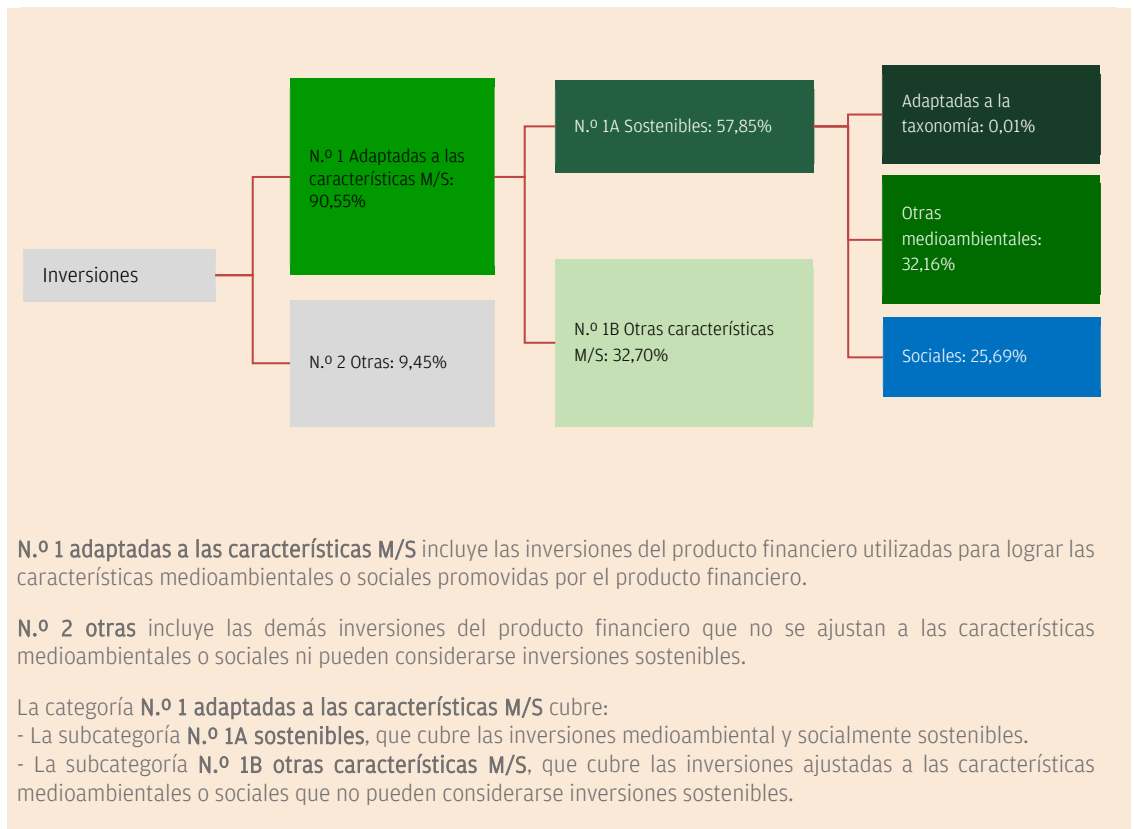 Inversiones
N.º 1 Adaptadas a las
características M/S:
90,55%
N.º 2 Otras: 9,45%
N.º 1A Sostenibles: 57,85%
N.º 1B Otras características
M/S: 32,70%
Adaptadas a la
taxonomía: 0,01%
Otras
medioambientales:
32,16%
Sociales: 25,69%
N.º 1 adaptadas a las características M/S incluye las inversiones del producto financiero utilizadas para lograr las
características medioambientales o sociales promovidas por el producto financiero.
N.º 2 otras incluye las demás inversiones del producto financiero que no se ajustan a las características
medioambientales o sociales ni pueden considerarse inversiones sostenibles.
La categoría N.º 1 adaptadas a las características M/S cubre:
- La subcategoría N.º 1A sostenibles, que cubre las inversiones medioambiental y socialmente sostenibles.
- La subcategoría N.º 1B otras características M/S, que cubre las inversiones ajustadas a las características
medioambientales o sociales que no pueden considerarse inversiones sostenibles.